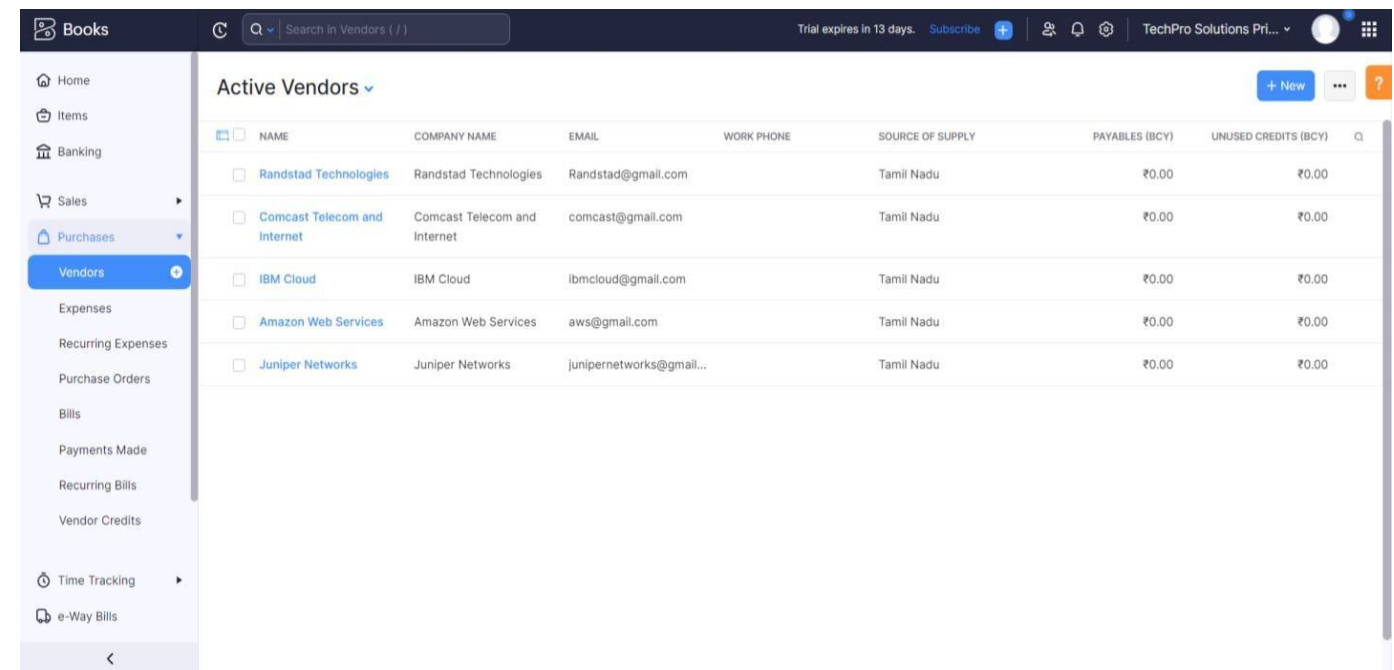 Books
Search in Vendors ( / )
Trial expires in 13 days. Subscribe
TechPro Solutions Pri...
Home
Items
Banking
Sales
Purchases
Vendors
Expenses
Recurring Expenses
Purchase Orders
Bills
Payments Made
Recurring Bills
Vendor Credits
Time Tracking
e-Way Bills
Active Vendors
+ New
?
NAME COMPANY NAME EMAIL WORK PHONE SOURCE OF SUPPLY PAYABLES (BCY) UNUSED CREDITS (BCY)
Randstad Technologies Randstad Technologies Randstad@gmail.com Tamil Nadu ₹0.00 ₹0.00
Comcast Telecom and Comcast Telecom and comcast@gmail.com Tamil Nadu ₹0.00 ₹0.00
Internet Internet
IBM Cloud IBM Cloud ibmcloud@gmail.com Tamil Nadu ₹0.00 ₹0.00
Amazon Web Services Amazon Web Services aws@gmail.com Tamil Nadu ₹0.00 ₹0.00
Juniper Networks Juniper Networks junipernetworks@gmail... Tamil Nadu ₹0.00 ₹0.00